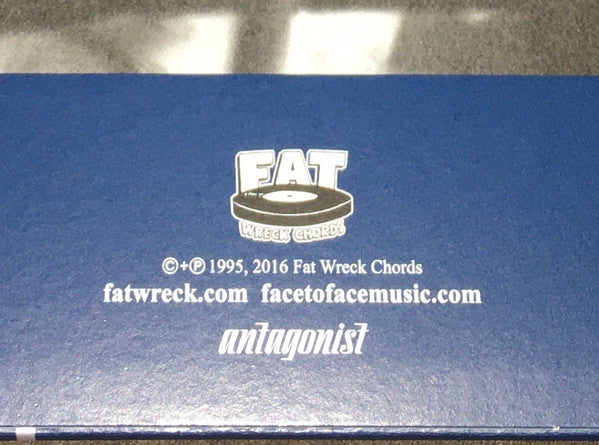 FAT
WRECK CHORDS
©+℗ 1995, 2016 Fat Wreck Chords
fatwreck.com facetofacemusic.com
antagonist